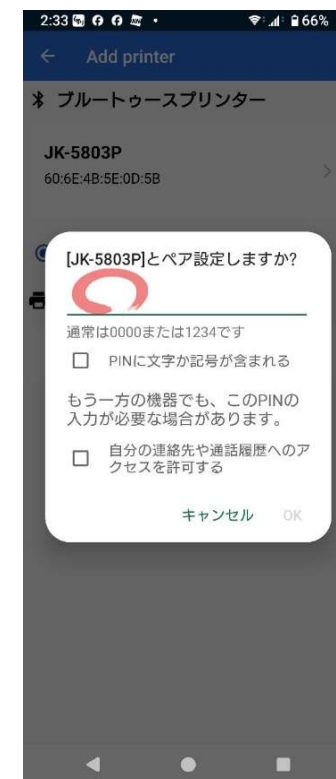 2:33
66%
Add printer
ブルートゥースプリンター
JK-5803P
60:6E:4B:5E:0D:5B
[JK-5803P]とペア設定しますか?
通常は0000または1234です
PINに文字か記号が含まれる
もう一方の機器でも、このPINの
入力が必要な場合があります。
自分の連絡先や通話履歴へのア
クセスを許可する
キャンセル
OK